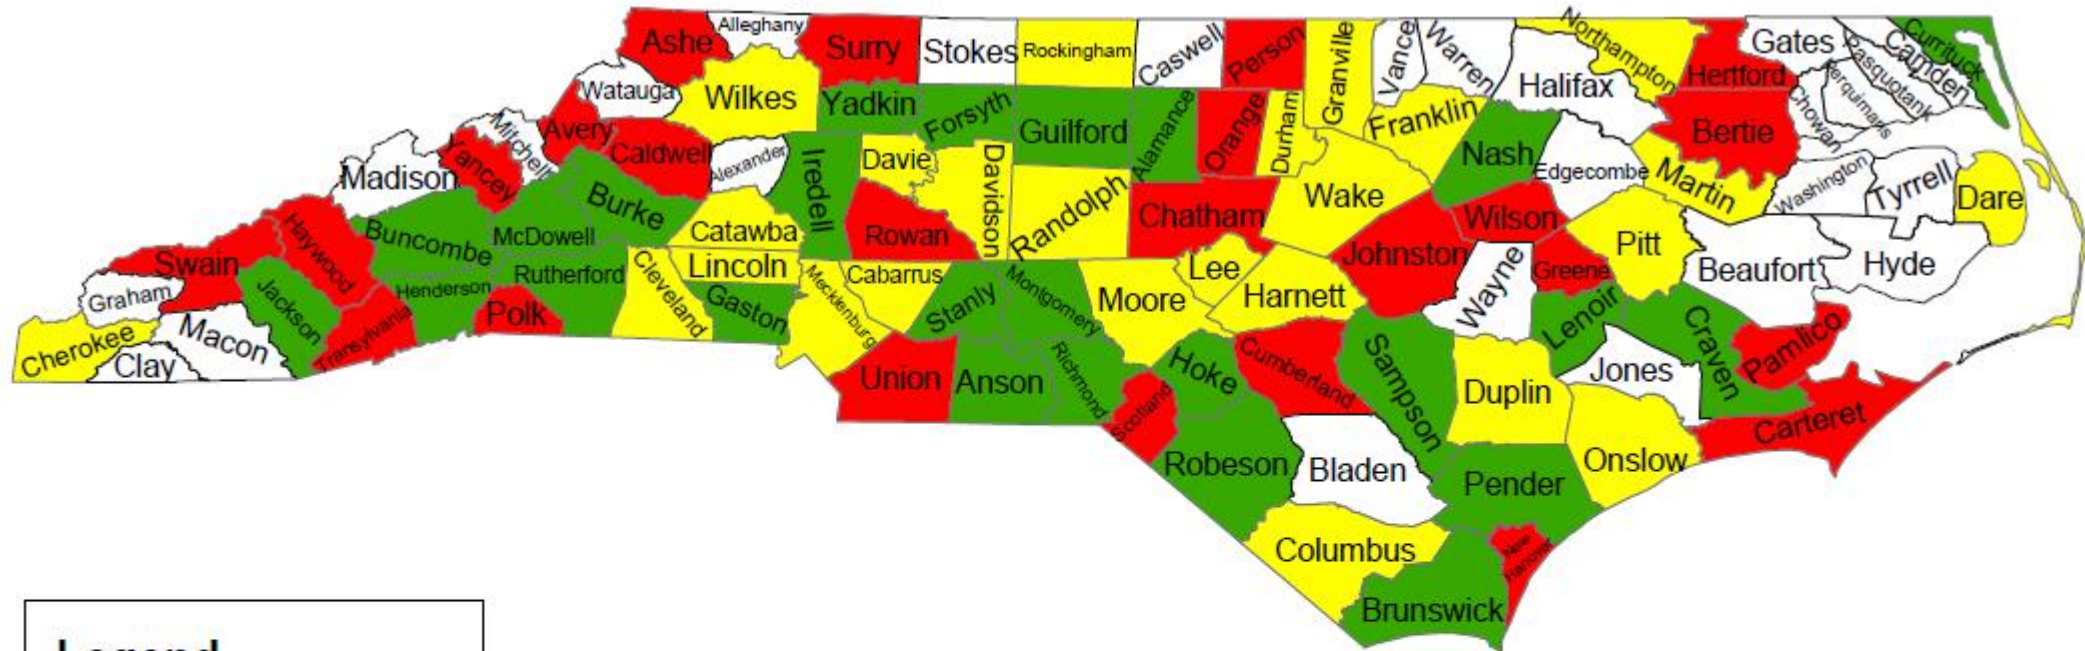 Ashe
Alleghany
Surry
Stokes
Rockingham
Caswell
Person
Granville
Vance
Warren
Northampton
Hertford
Gates
Pasquotank
Camden
Currituck
Watauga
Wilkes
Yadkin
Forsyth
Guilford
Alamance
Orange
Durham
Franklin
Halifax
Bertie
Chowan
Perquimans
Mitchell
Avery
Caldwell
Alexander
Iredell
Davie
Davidson
Randolph
Chatham
Wake
Nash
Edgecombe
Martin
Washington
Tyrrell
Dare
Madison
Yancey
Burke
McDowell
Catawba
Rowan
Johnston
Wilson
Greene
Pitt
Beaufort
Hyde
Swain
Haywood
Buncombe
Rutherford
Cleveland
Lincoln
Mecklenburg
Cabarrus
Stanly
Montgomery
Moore
Lee
Harnett
Wayne
Lenoir
Craven
Pamlico
Graham
Jackson
Henderson
Polk
Gaston
Transylvania
Cherokee
Macon
Clay
Union
Anson
Richmond
Scotland
Hoke
Cumberland
Sampson
Duplin
Jones
Carteret
Robeson
Bladen
Pender
Onslow
Columbus
Brunswick
New
Hanover
Legend